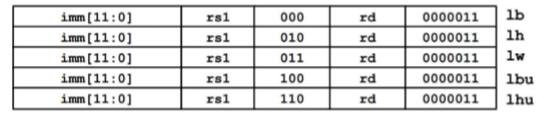 imm[11:0] rs1 000 rd 0000011 lb
imm[11:0] rs1 010 rd 0000011 lh
imm[11:0] rs1 011 rd 0000011 lw
imm[11:0] rs1 100 rd 0000011 lbu
imm[11:0] rs1 110 rd 0000011 lhu